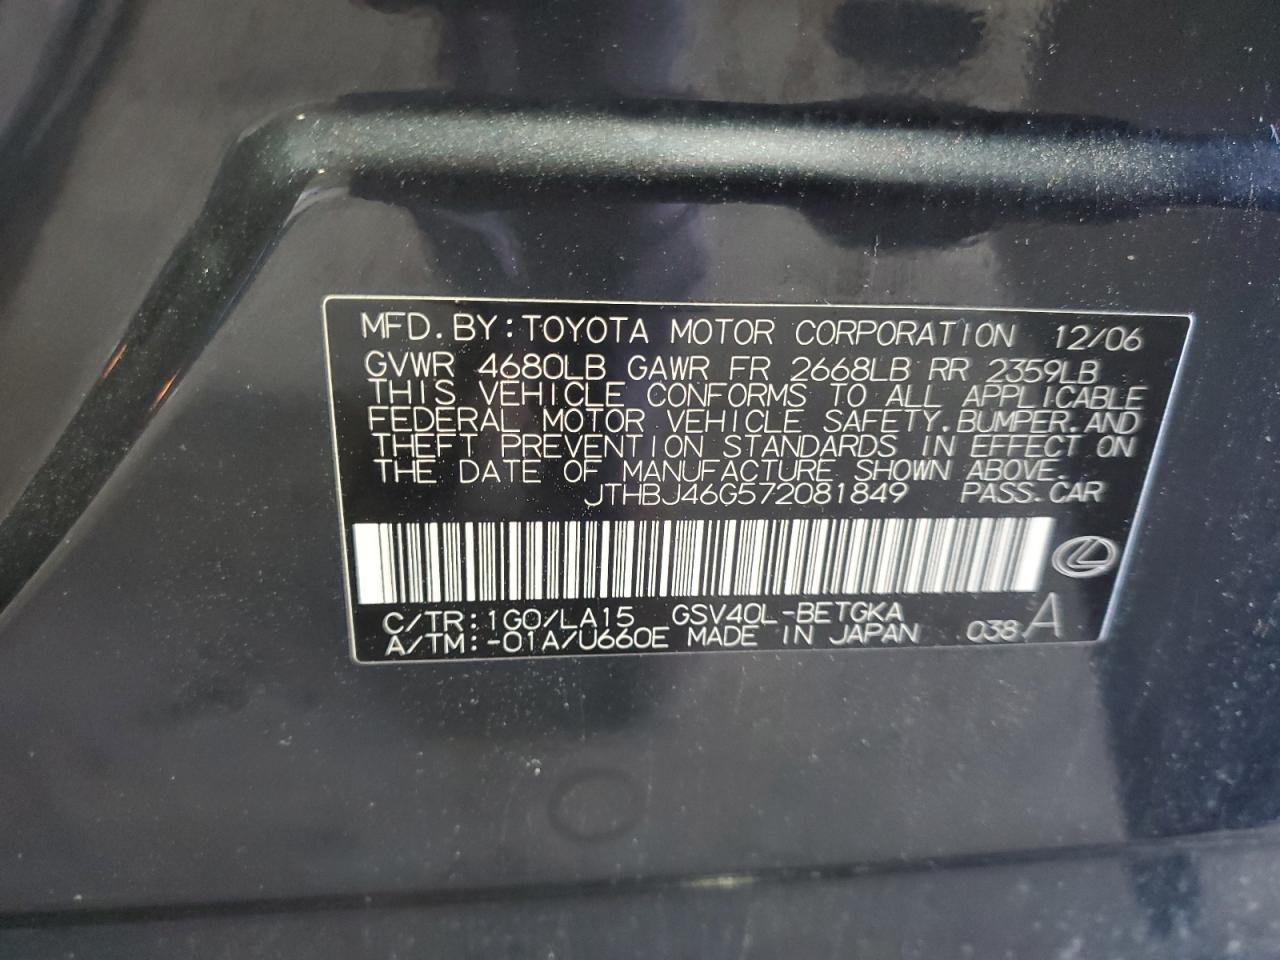 MFD. BY: TOYOTA MOTOR CORPORATION 12/06
GVWR 4680LB GAWR FR 2668LB RR 2359LB
THIS VEHICLE CONFORMS TO ALL APPLICABLE
FEDERAL MOTOR VEHICLE SAFETY. BUMPER. AND
THEFT PREVENTION STANDARDS IN EFFECT ON
THE DATE OF MANUFACTURE SHOWN ABOVE.
JTHBJ46G572081849 PASS. CAR
C/TR: 1G0/LA15 GSV40L-BETGKA
A/TM: -01A/U660E MADE IN JAPAN 038 A